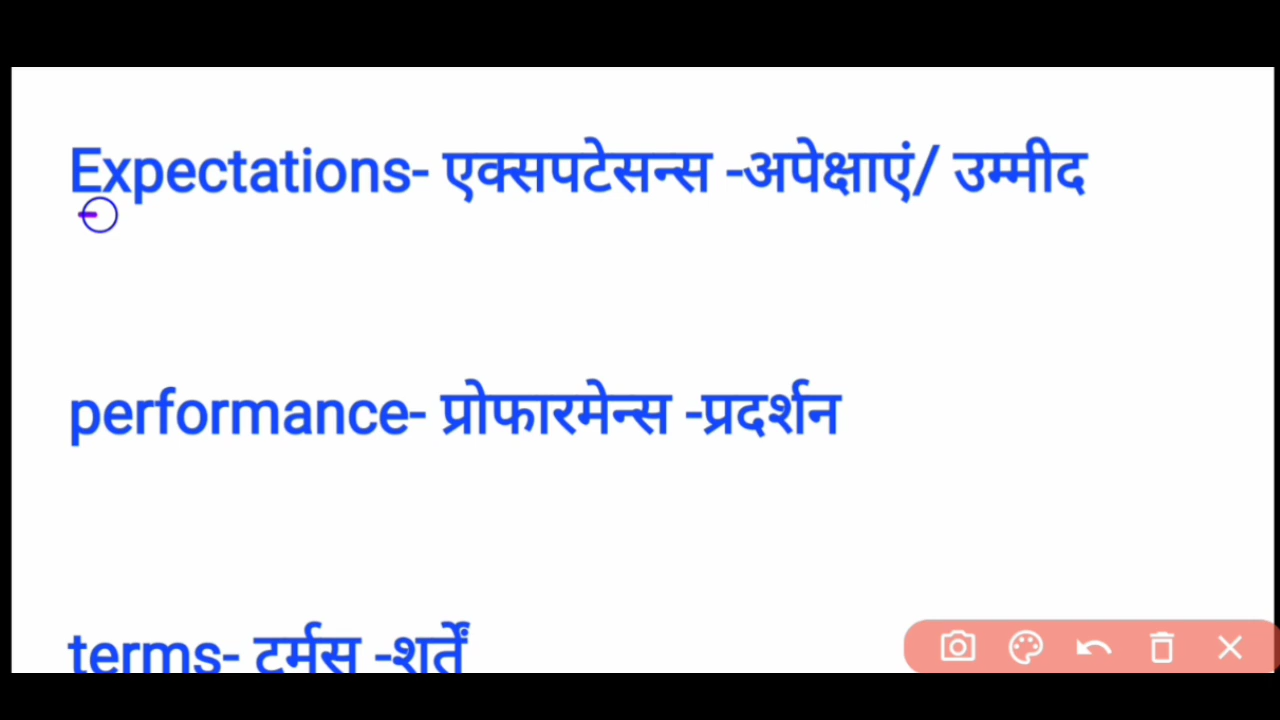 Expectations- एक्सपटेसन्स -अपेक्षाएं/ उम्मीद
performance- प्रोफारमेन्स -प्रदर्शन
terms- टर्मस -शर्तें